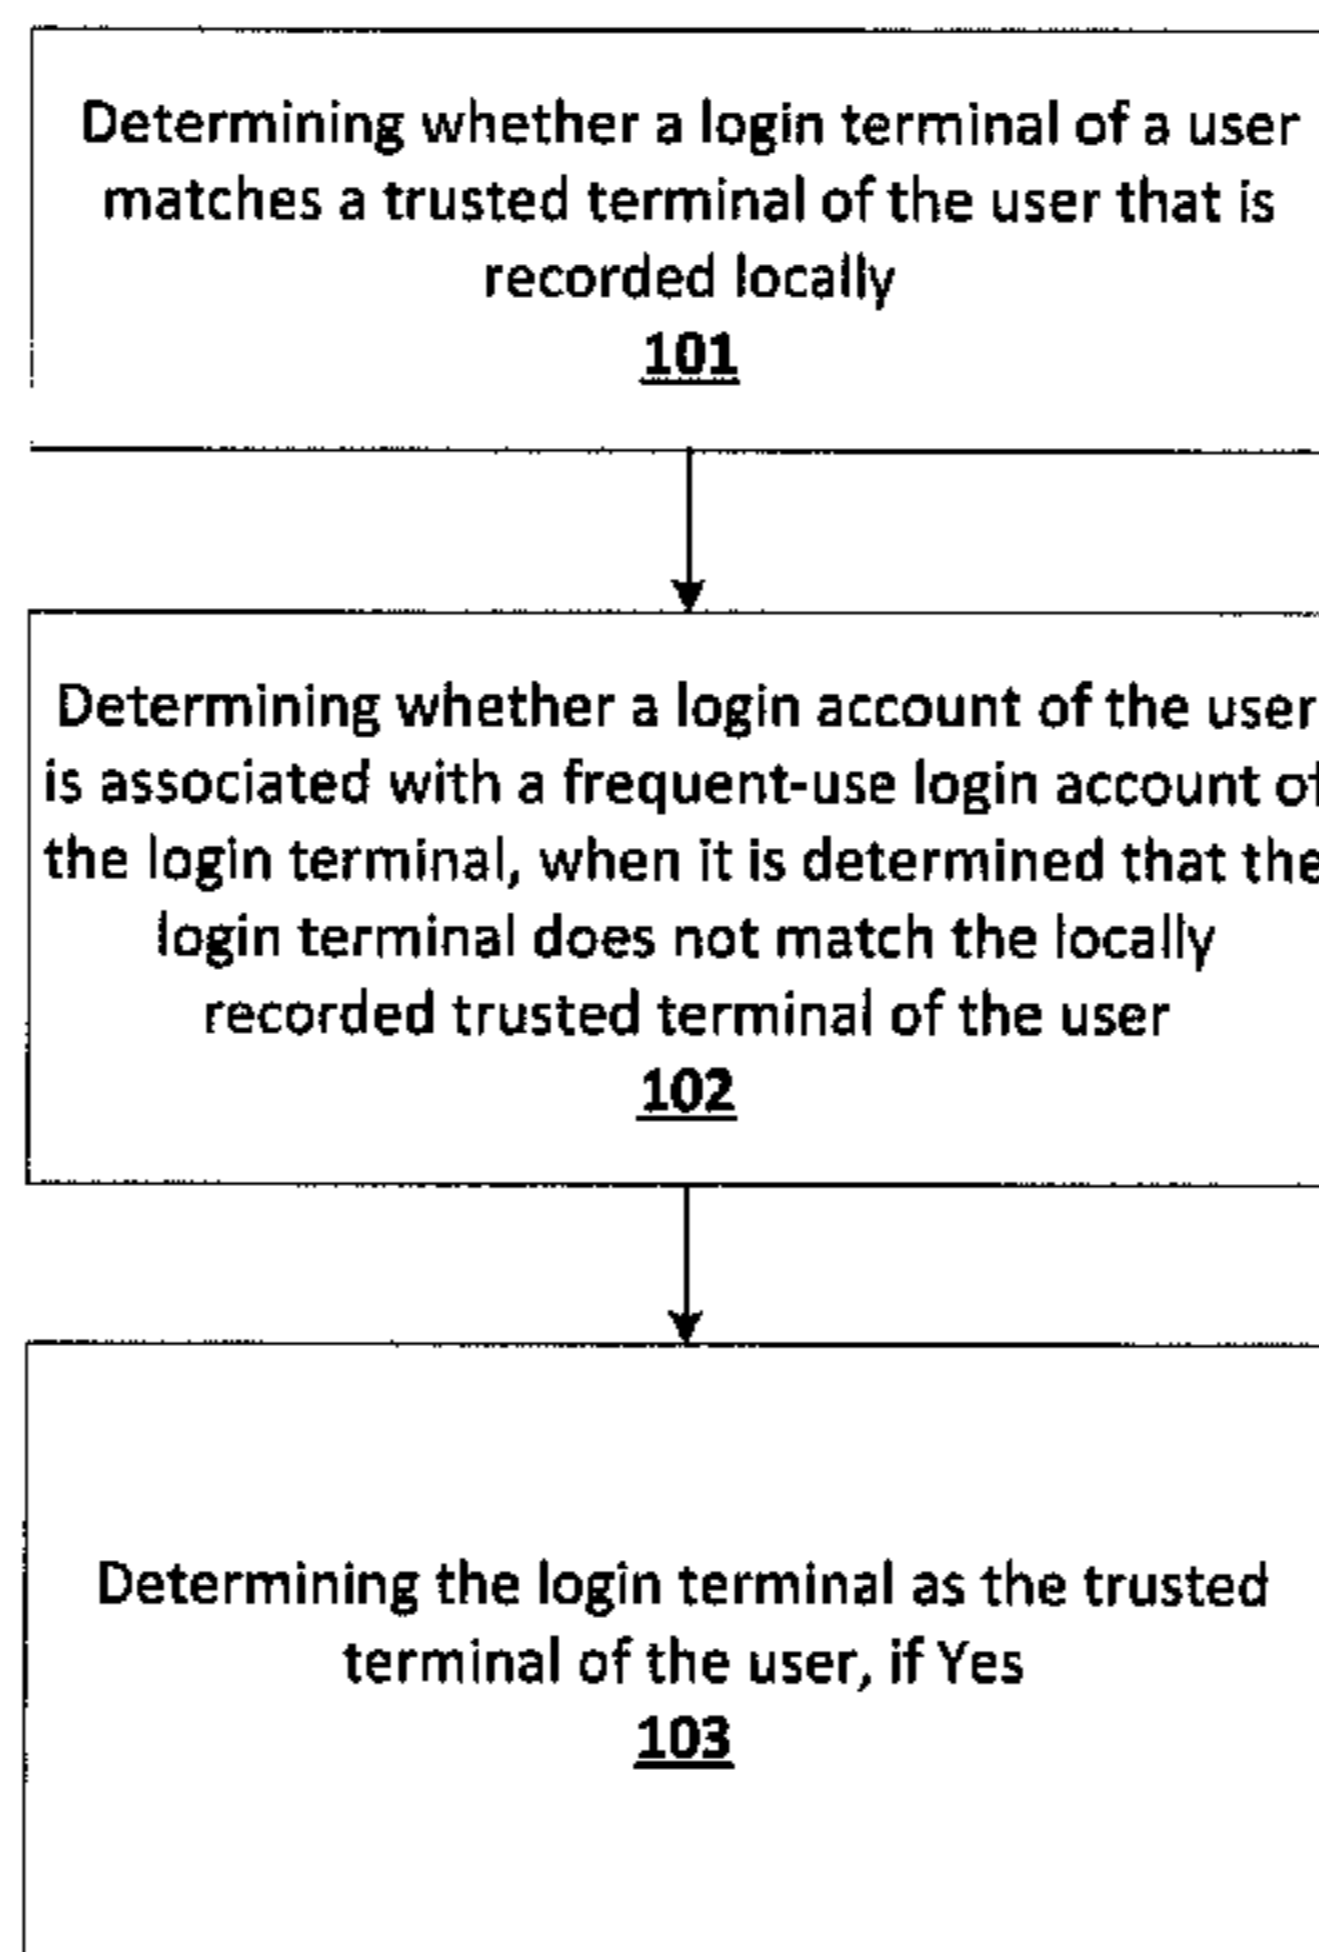 Determining whether a login terminal of a user
matches a trusted terminal of the user that is
recorded locally
101
Determining whether a login account of the user
is associated with a frequent-use login account of
the login terminal, when it is determined that the
login terminal does not match the locally
recorded trusted terminal of the user
102
Determining the login terminal as the trusted
terminal of the user, if Yes
103